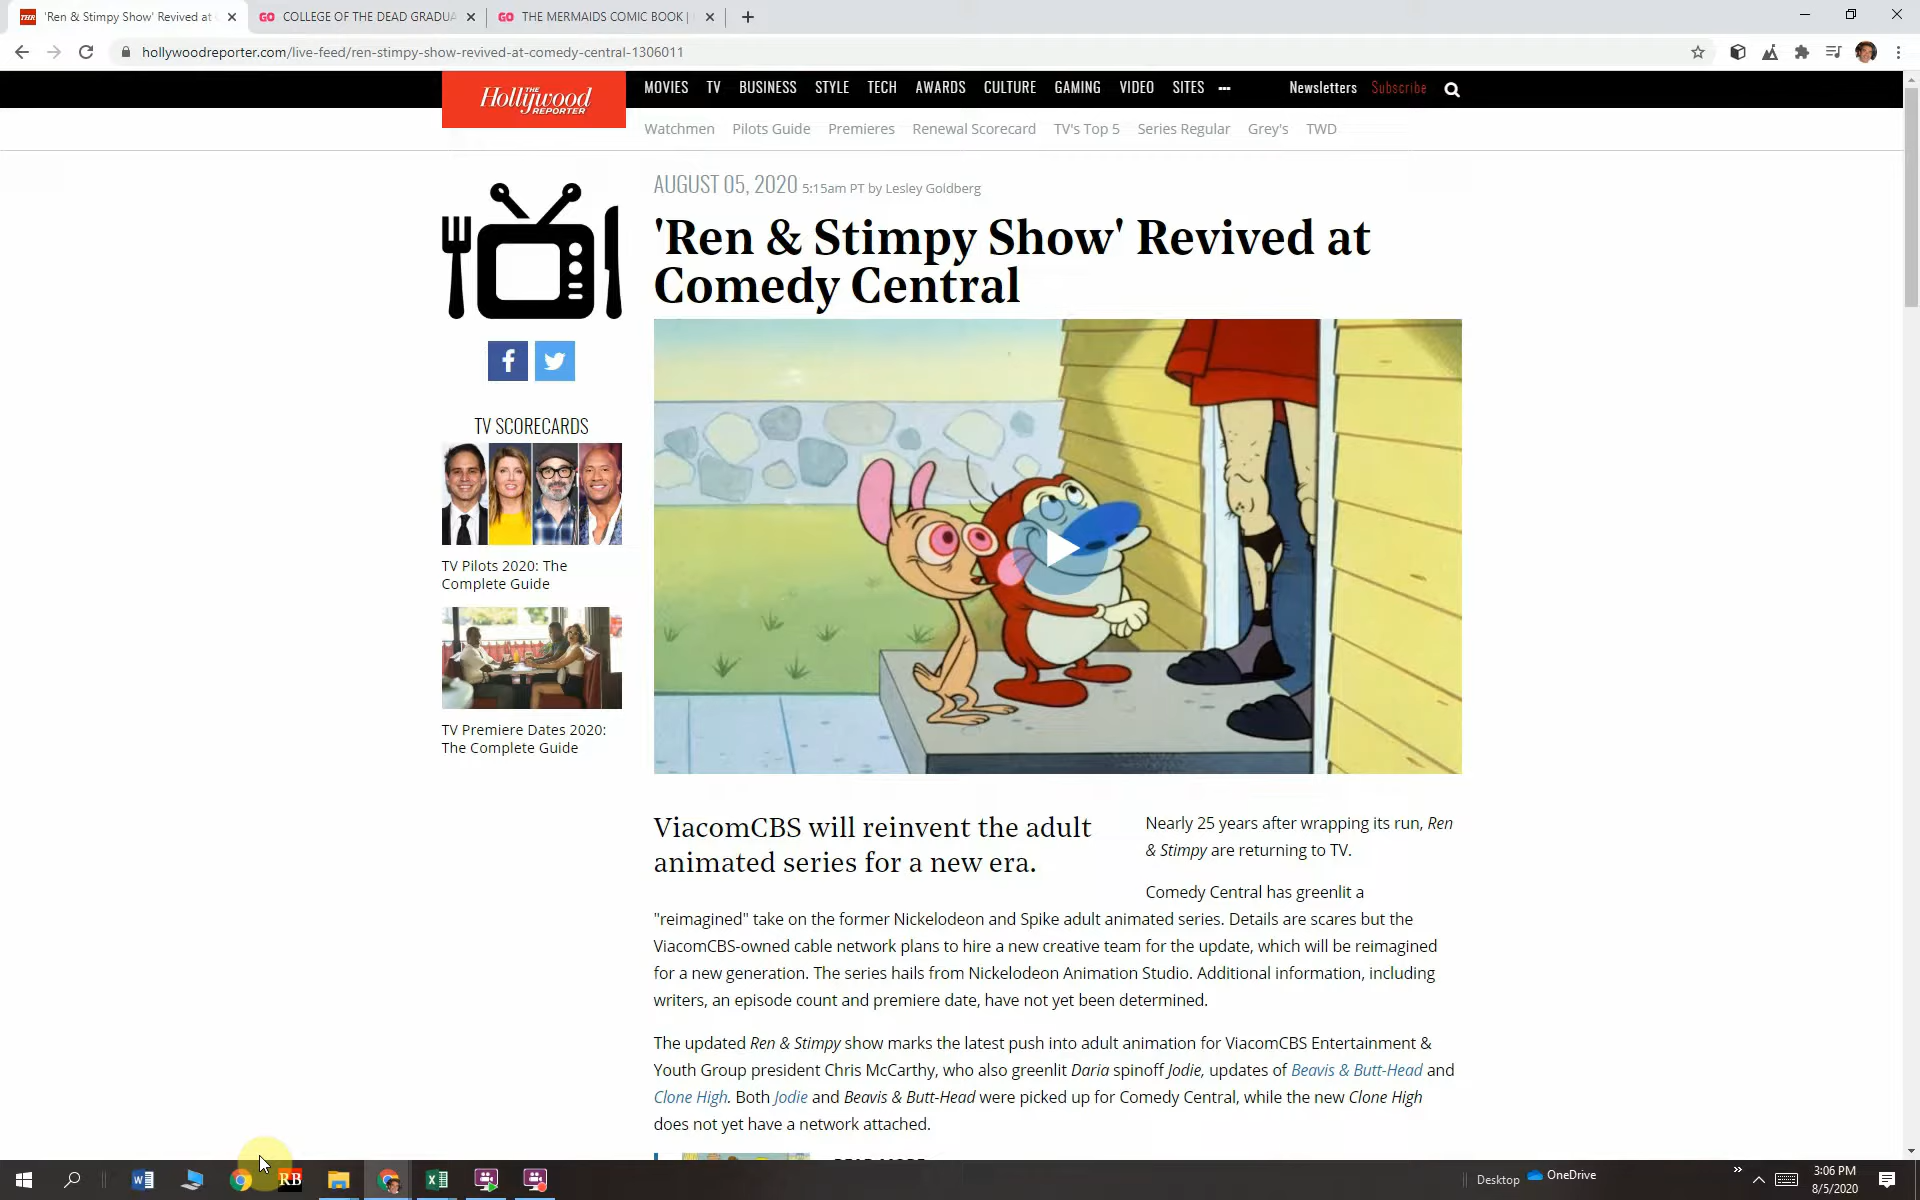 'Ren & Stimpy Show' Revived at
COLLEGE OF THE DEAD GRADUA
THE MERMAIDS COMIC BOOK |
hollywoodreporter.com/live-feed/ren-stimpy-show-revived-at-comedy-central-1306011
THE Hollywood REPORTER
MOVIES TV BUSINESS STYLE TECH AWARDS CULTURE GAMING VIDEO SITES
Newsletters Subscribe
Watchmen Pilots Guide Premieres Renewal Scorecard TV's Top 5 Series Regular Grey's TWD
AUGUST 05, 2020 5:15am PT by Lesley Goldberg
'Ren & Stimpy Show' Revived at
Comedy Central
TV SCORECARDS
TV Pilots 2020: The
Complete Guide
TV Premiere Dates 2020:
The Complete Guide
ViacomCBS will reinvent the adult
animated series for a new era.
Nearly 25 years after wrapping its run, Ren
& Stimpy are returning to TV.
Comedy Central has greenlit a
"reimagined" take on the former Nickelodeon and Spike adult animated series. Details are scares but the
ViacomCBS-owned cable network plans to hire a new creative team for the update, which will be reimagined
for a new generation. The series hails from Nickelodeon Animation Studio. Additional information, including
writers, an episode count and premiere date, have not yet been determined.
The updated Ren & Stimpy show marks the latest push into adult animation for ViacomCBS Entertainment &
Youth Group president Chris McCarthy, who also greenlit Daria spinoff Jodie, updates of Beavis & Butt-Head and
Clone High. Both Jodie and Beavis & Butt-Head were picked up for Comedy Central, while the new Clone High
does not yet have a network attached.
READ MORE
RB
Desktop
OneDrive
3:06 PM
8/5/2020